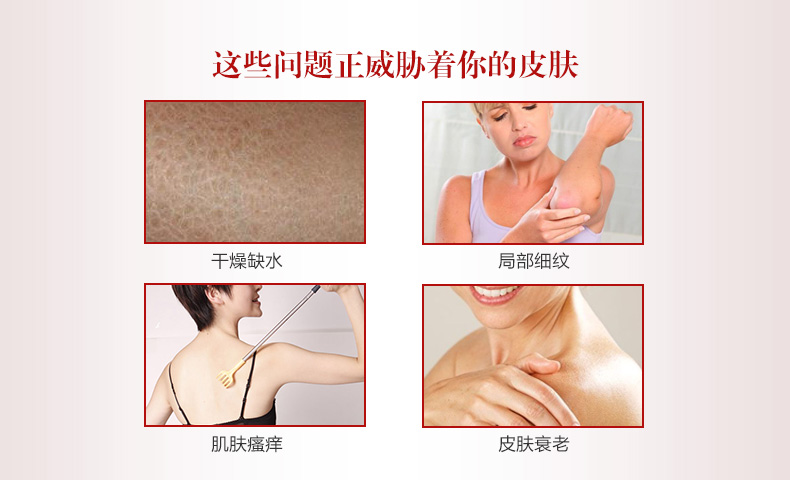 这些问题正威胁着你的皮肤
干燥缺水
局部细纹
肌肤瘙痒
皮肤衰老